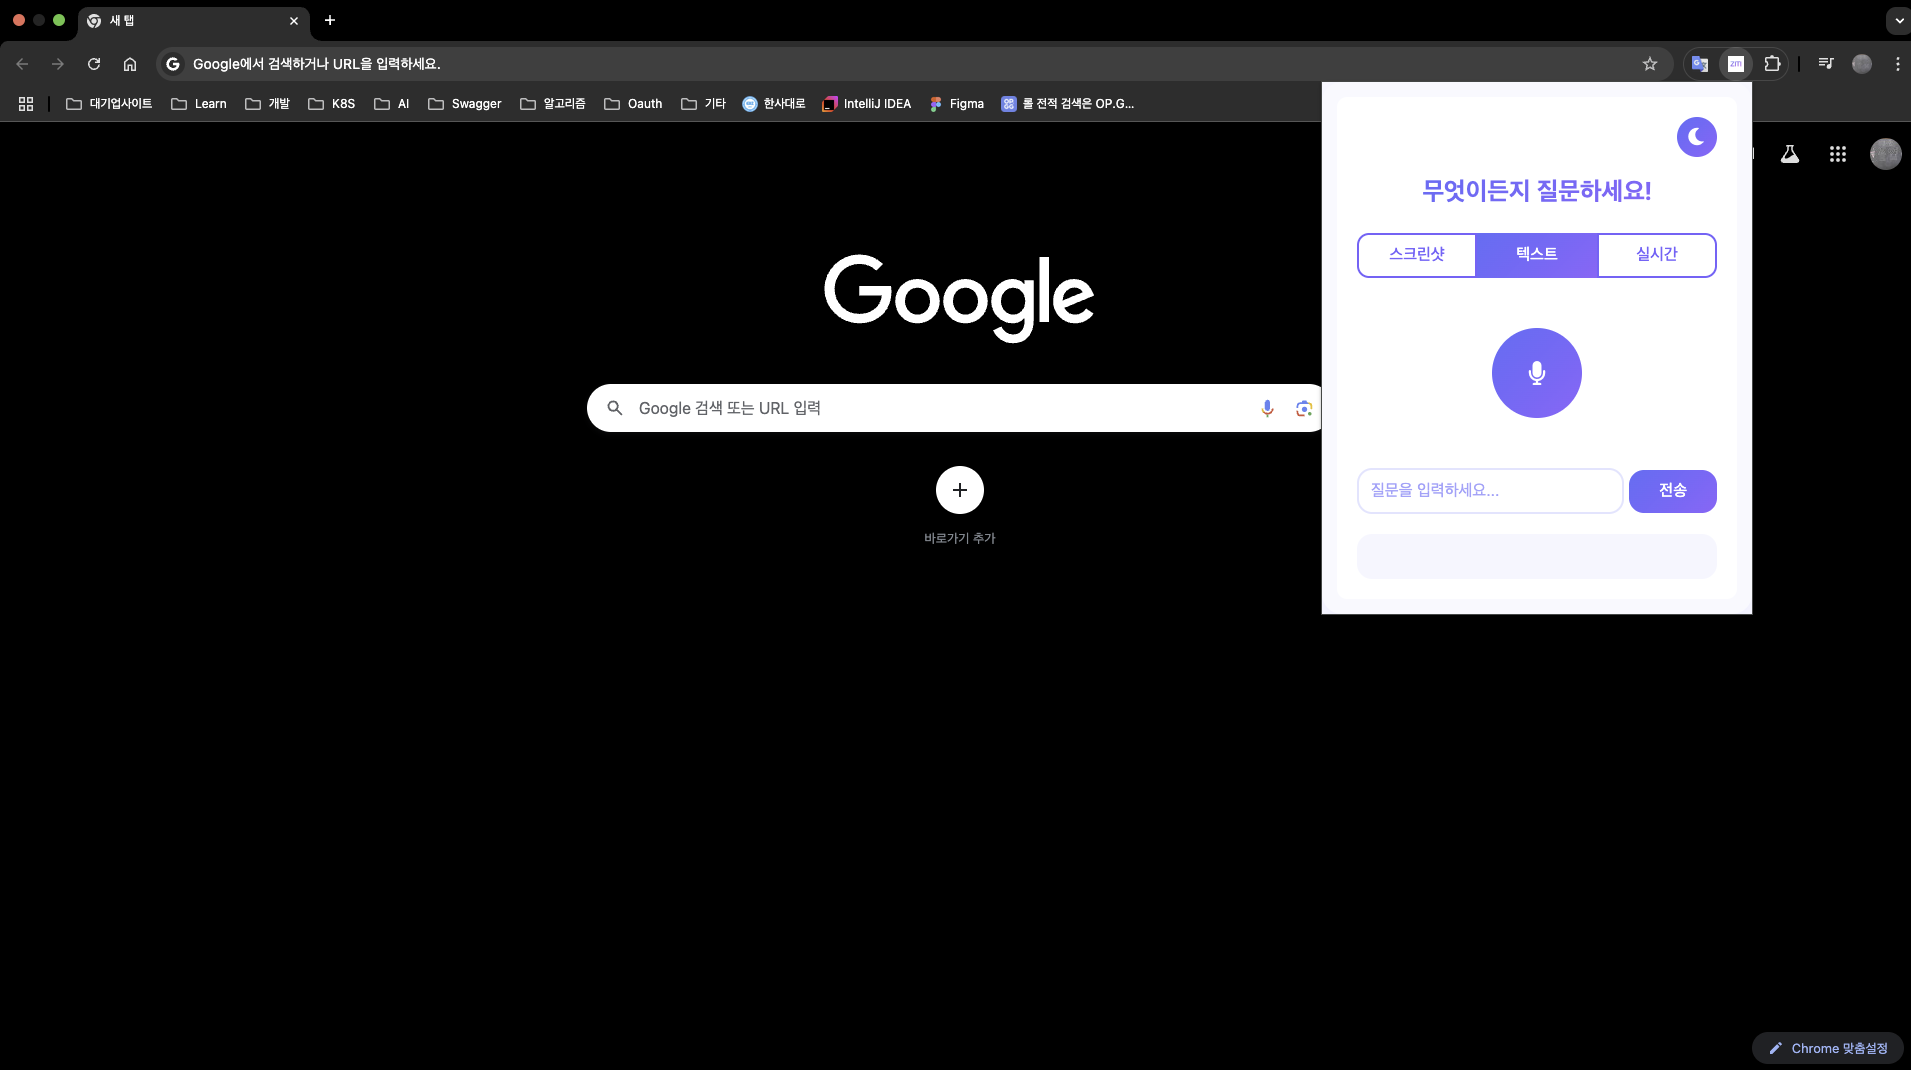 새 탭
Google에서 검색하거나 URL을 입력하세요.
zm
대기업사이트
Learn
개발
K8S
AI
Swagger
알고리즘
Oauth
기타
한사대로
IntelliJ IDEA
Figma
OP GG
롤 전적 검색은 OP.G...
무엇이든지 질문하세요!
스크린샷
텍스트
실시간
Google
Google 검색 또는 URL 입력
질문을 입력하세요...
전송
바로가기 추가
Chrome 맞춤설정